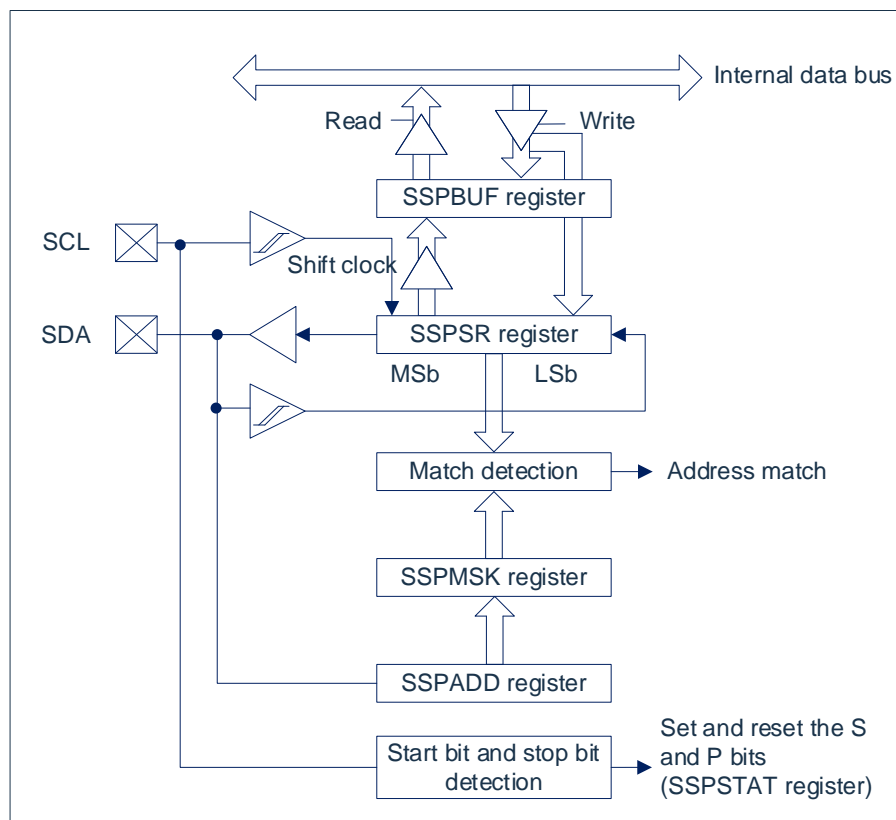 Internal data bus
Read
Write
SSPBUF register
SCL
Shift clock
SDA
SSPSR register
MSb
LSb
Match detection
Address match
SSPMSK register
SSPADD register
Start bit and stop bit
detection
Set and reset the S
and P bits
(SSPSTAT register)